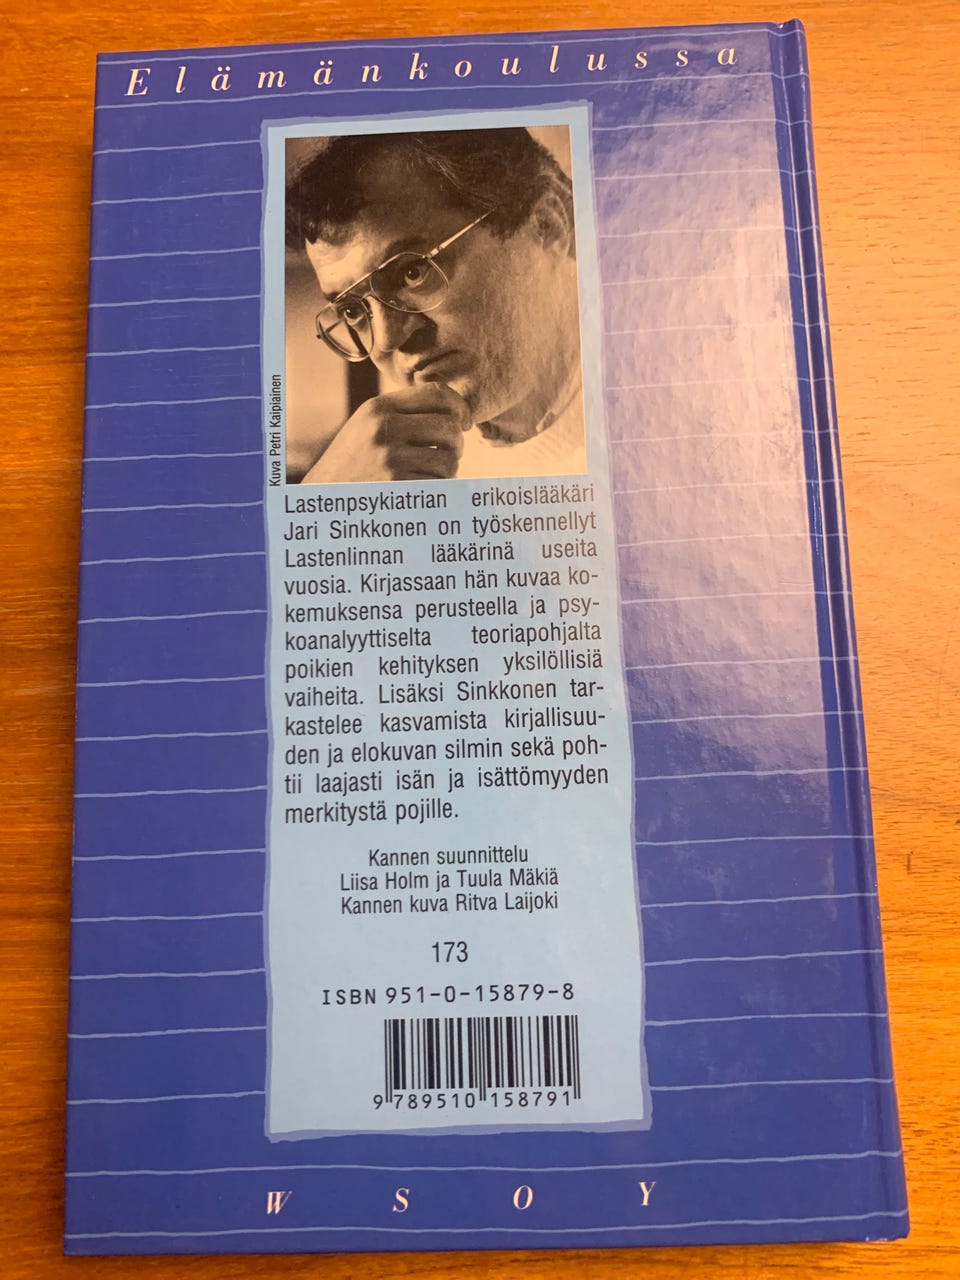 Elämänkoulussa
Kuva Petri Kaipiainen
Lastenpsykiatrian erikoislääkäri
Jari Sinkkonen on työskennellyt
Lastenlinnan lääkärinä useita
vuosia. Kirjassaan hän kuvaa ko-
kemuksensa perusteella ja psy-
koanalyyttiselta teoriapohjalta
poikien kehityksen yksilöllisiä
vaiheita. Lisäksi Sinkkonen tar-
kastelee kasvamista kirjallisuu-
den ja elokuvan silmin sekä poh-
tii laajasti isän ja isättömyyden
merkitystä pojille.
Kannen suunnittelu
Liisa Holm ja Tuula Mäkiä
Kannen kuva Ritva Laijoki
173
ISBN 951-0-15879-8
9 789510 158791
WSOY